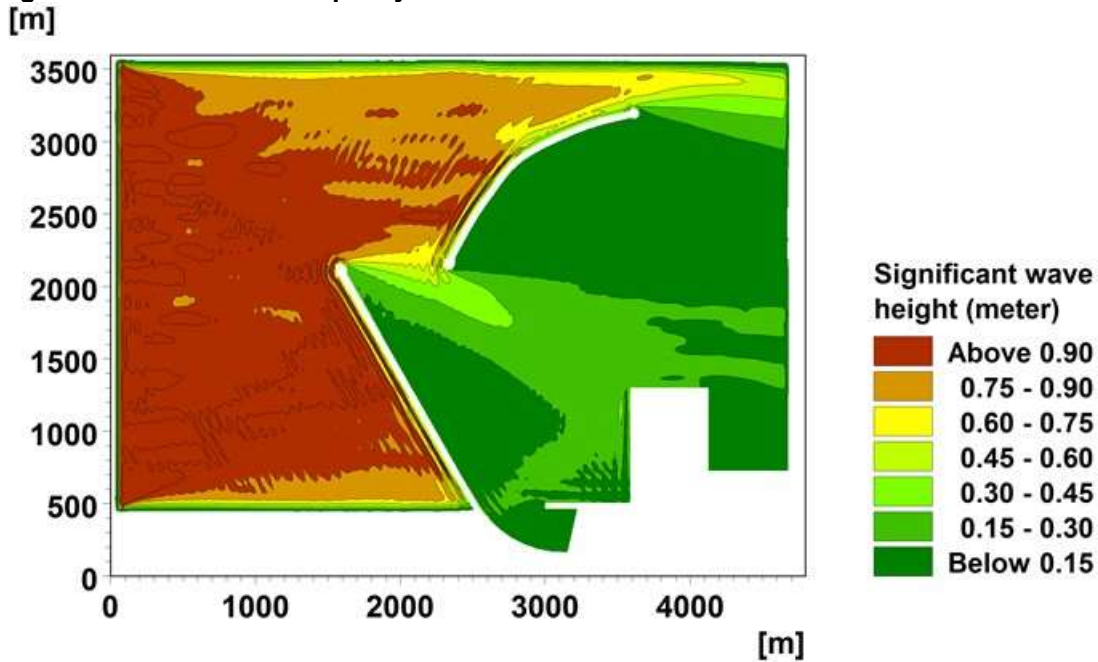 [m]
3500
3000
2500
2000
1500
1000
500
0
0 1000 2000 3000 4000
[m]
Significant wave
height (meter)
Above 0.90
0.75 - 0.90
0.60 - 0.75
0.45 - 0.60
0.30 - 0.45
0.15 - 0.30
Below 0.15